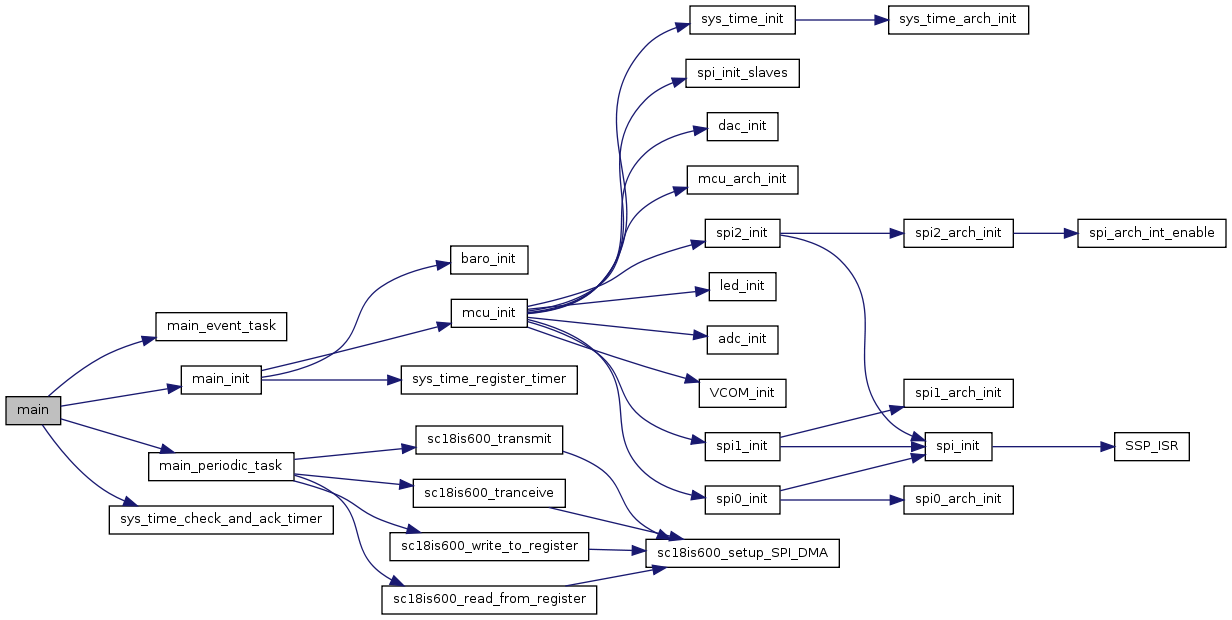 main
main_event_task
main_init
main_periodic_task
sys_time_check_and_ack_timer
baro_init
mcu_init
sys_time_register_timer
sc18is600_transmit
sc18is600_tranceive
sc18is600_write_to_register
sc18is600_read_from_register
sys_time_init
spi_init_slaves
dac_init
mcu_arch_init
spi2_init
led_init
adc_init
VCOM_init
spi1_init
spi0_init
sc18is600_setup_SPI_DMA
sys_time_arch_init
spi2_arch_init
spi1_arch_init
spi_init
spi0_arch_init
spi_arch_int_enable
SSP_ISR